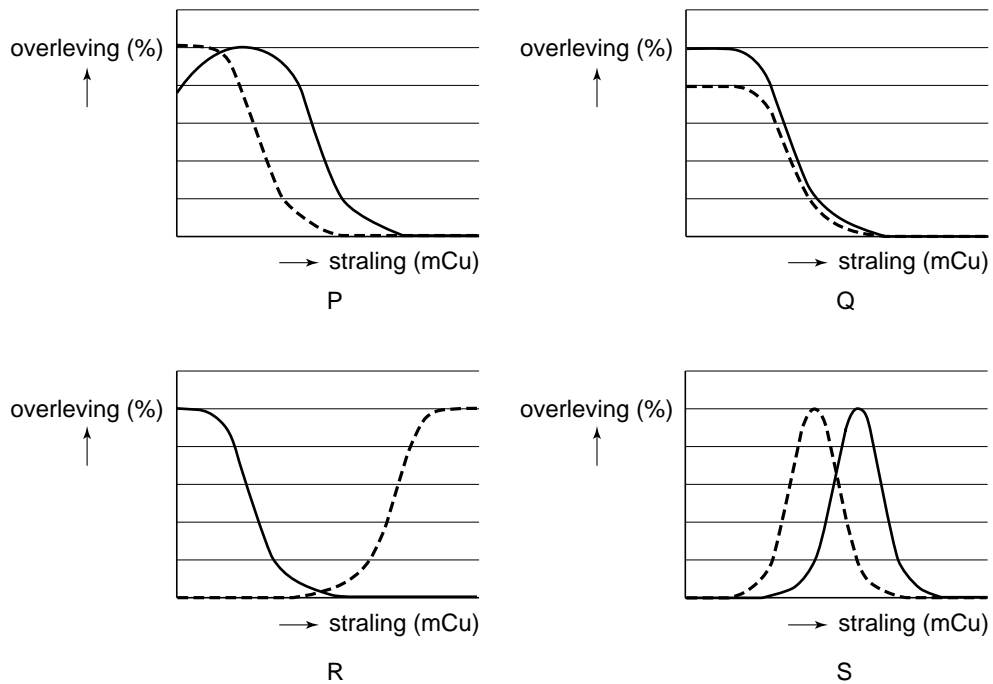 overleving (%)
straling (mCu)
P
overleving (%)
straling (mCu)
Q
overleving (%)
straling (mCu)
R
overleving (%)
straling (mCu)
S